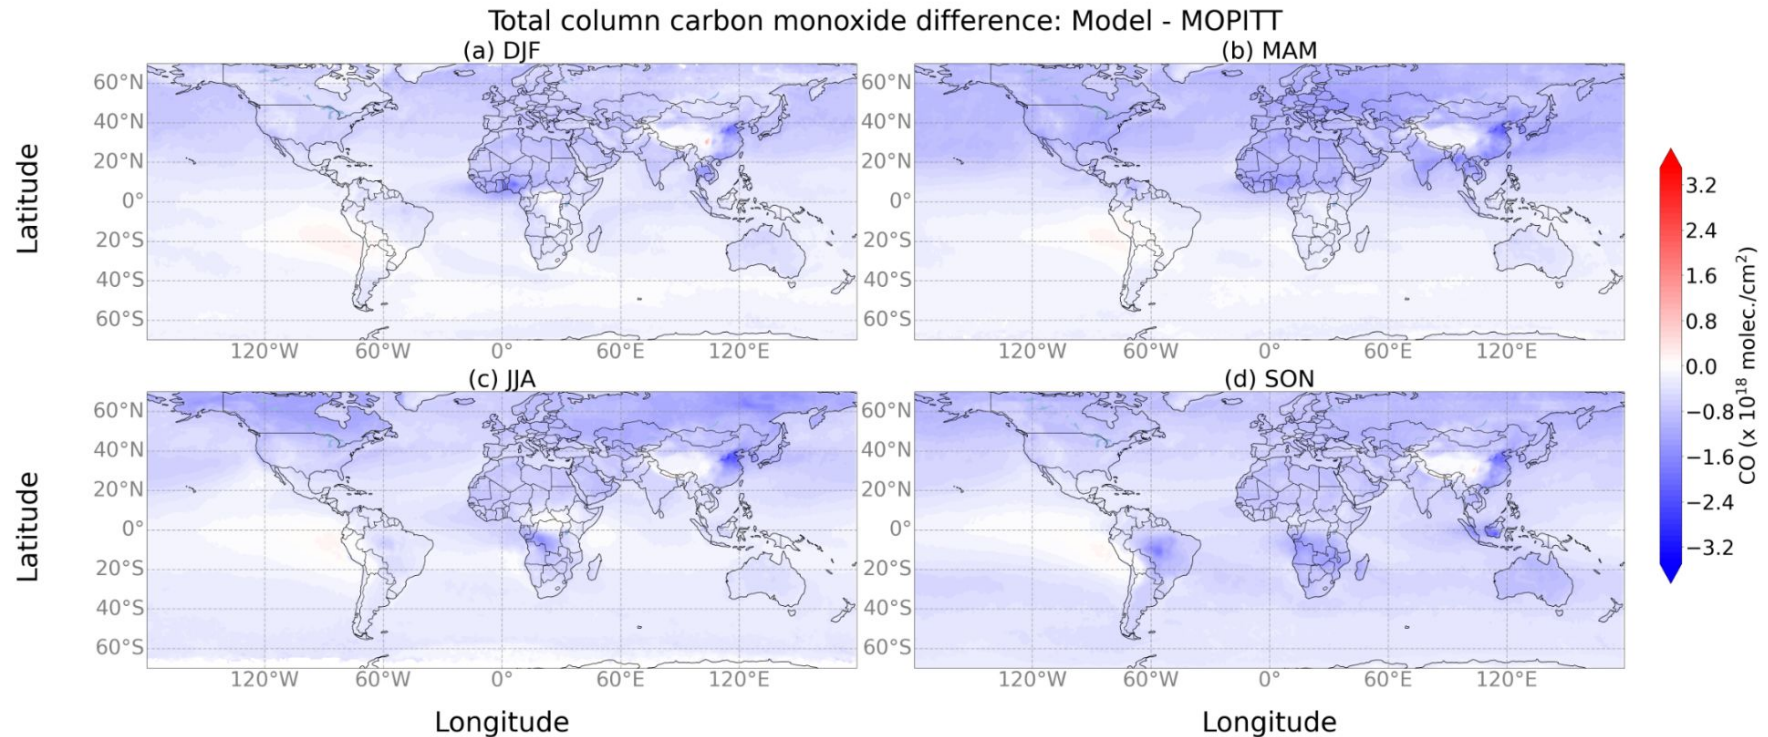 Total column carbon monoxide difference: Model - MOPITT
(a) DJF
(b) MAM
60°N
40°N
20°N
0°
20°S
40°S
60°S
120°W 60°W 0° 60°E 120°E
60°N
40°N
20°N
0°
20°S
40°S
60°S
120°W 60°W 0° 60°E 120°E
Latitude
(c) JJA
(d) SON
60°N
40°N
20°N
0°
20°S
40°S
60°S
120°W 60°W 0° 60°E 120°E
60°N
40°N
20°N
0°
20°S
40°S
60°S
120°W 60°W 0° 60°E 120°E
Latitude
Longitude
Longitude
3.2
2.4
1.6
0.8
0.0
−0.8
−1.6
−2.4
−3.2
CO (x 10¹⁸ molec./cm²)